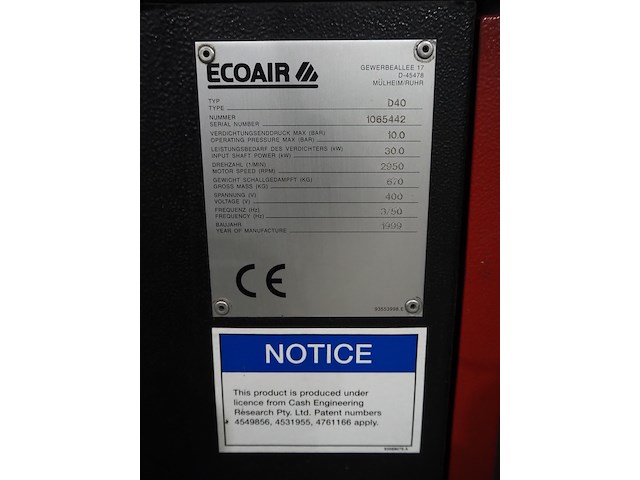 ECOAIR
GEWERBEALLEE 17
D-45478
MÜLHEIM/RUHR
TYP
TYPE D40
NUMMER
SERIAL NUMBER 1085442
VERDICHTUNGSENDDRUCK MAX (BAR)
OPERATING PRESSURE MAX (BAR) 10.0
LEISTUNGSBEDARF DES VERDICHTERS (kW)
INPUT SHAFT POWER (kW) 30.0
DREHZAHL (1/MIN)
MOTOR SPEED (RPM) 2950
GEWICHT SCHALLGEDÄMPFT (KG)
GROSS MASS (KG) 670
SPANNUNG (V)
VOLTAGE (V) 400
FREQUENZ (Hz)
FREQUENCY (Hz) 3/50
BAUJAHR
YEAR OF MANUFACTURE 1999
CE
NOTICE
This product is produced under
licence from Cash Engineering
Research Pty. Ltd. Patent numbers
4549856, 4531955, 4761166 apply.